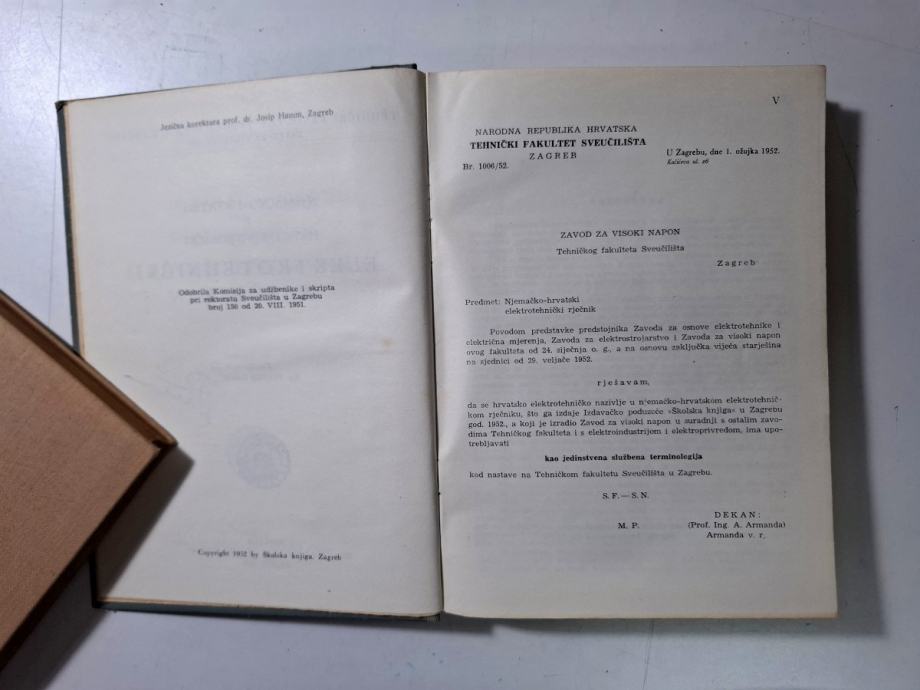 Jezična korektura prof. dr. Josip Hamm, Zagreb
Odobrila Komisija za udžbenike i skripta
pri rektoratu Sveučilišta u Zagrebu
broj 156 od 20. VIII. 1951.
Copyright 1952 by Školska knjiga, Zagreb
V
NARODNA REPUBLIKA HRVATSKA
TEHNIČKI FAKULTET SVEUČILIŠTA
ZAGREB
Br. 1006/52.
U Zagrebu, dne 1. ožujka 1952.
Kačićeva ul. 26
ZAVOD ZA VISOKI NAPON
Tehničkog fakulteta Sveučilišta
Zagreb
Predmet: Njemačko-hrvatski
elektrotehnički rječnik
Povodom predstavke predstojnika Zavoda za osnove elektrotehnike i
električna mjerenja, Zavoda za elektrostrojarstvo i Zavoda za visoki napon
ovog fakulteta od 24. siječnja o. g., a na osnovu zaključka vijeća starješina
na sjednici od 29. veljače 1952.
rješavam,
da se hrvatsko elektrotehničko nazivlje u njemačko-hrvatskom elektrotehnič-
kom rječniku, što ga izdaje Izdavačko poduzeće »Školska knjiga« u Zagrebu
god. 1952., a koji je izradio Zavod za visoki napon u suradnji s ostalim zavo-
dima Tehničkog fakulteta i s elektroindustrijom i elektroprivredom, ima upo-
trebljavati
kao jedinstvena službena terminologija
kod nastave na Tehničkom fakultetu Sveučilišta u Zagrebu.
S. F. — S. N.
DEKAN:
M. P.
(Prof. Ing. A. Armanda)
Armanda v. r.